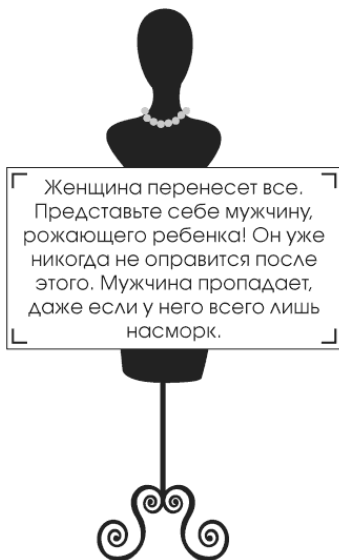 Женщина перенесет все.
Представьте себе мужчину,
рожающего ребенка! Он уже
никогда не оправится после
этого. Мужчина пропадает,
даже если у него всего лишь
насморк.